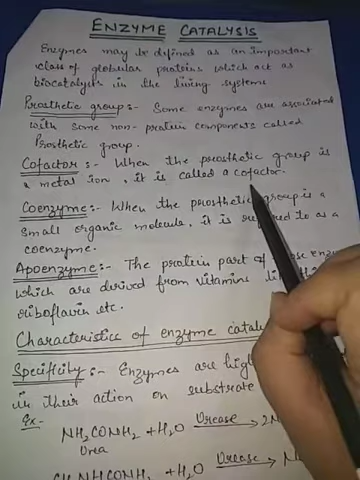 ENZYME CATALYSIS
Enzymes may be defined as an important
class of globular proteins which act as
biocatalysts in the living systems
Prosthetic group:- Some enzymes are associated
with some non-protein components called
Prosthetic group.
Cofactor:- When the prosthetic group is
a metal ion, it is called a cofactor.
Coenzyme:- When the prosthetic group is a
small organic molecule, it is referred to as a
coenzyme.
Apoenzyme:- The protein part of
which are derived from vitamins
riboflavin etc.
Characteristics of enzyme
Specificity:- Enzymes are
in their action on substrate
Ex-
NH₂CONH₂ + H₂O Urease → 2N
Urea
NHCONH₂ + H₂O Urease →